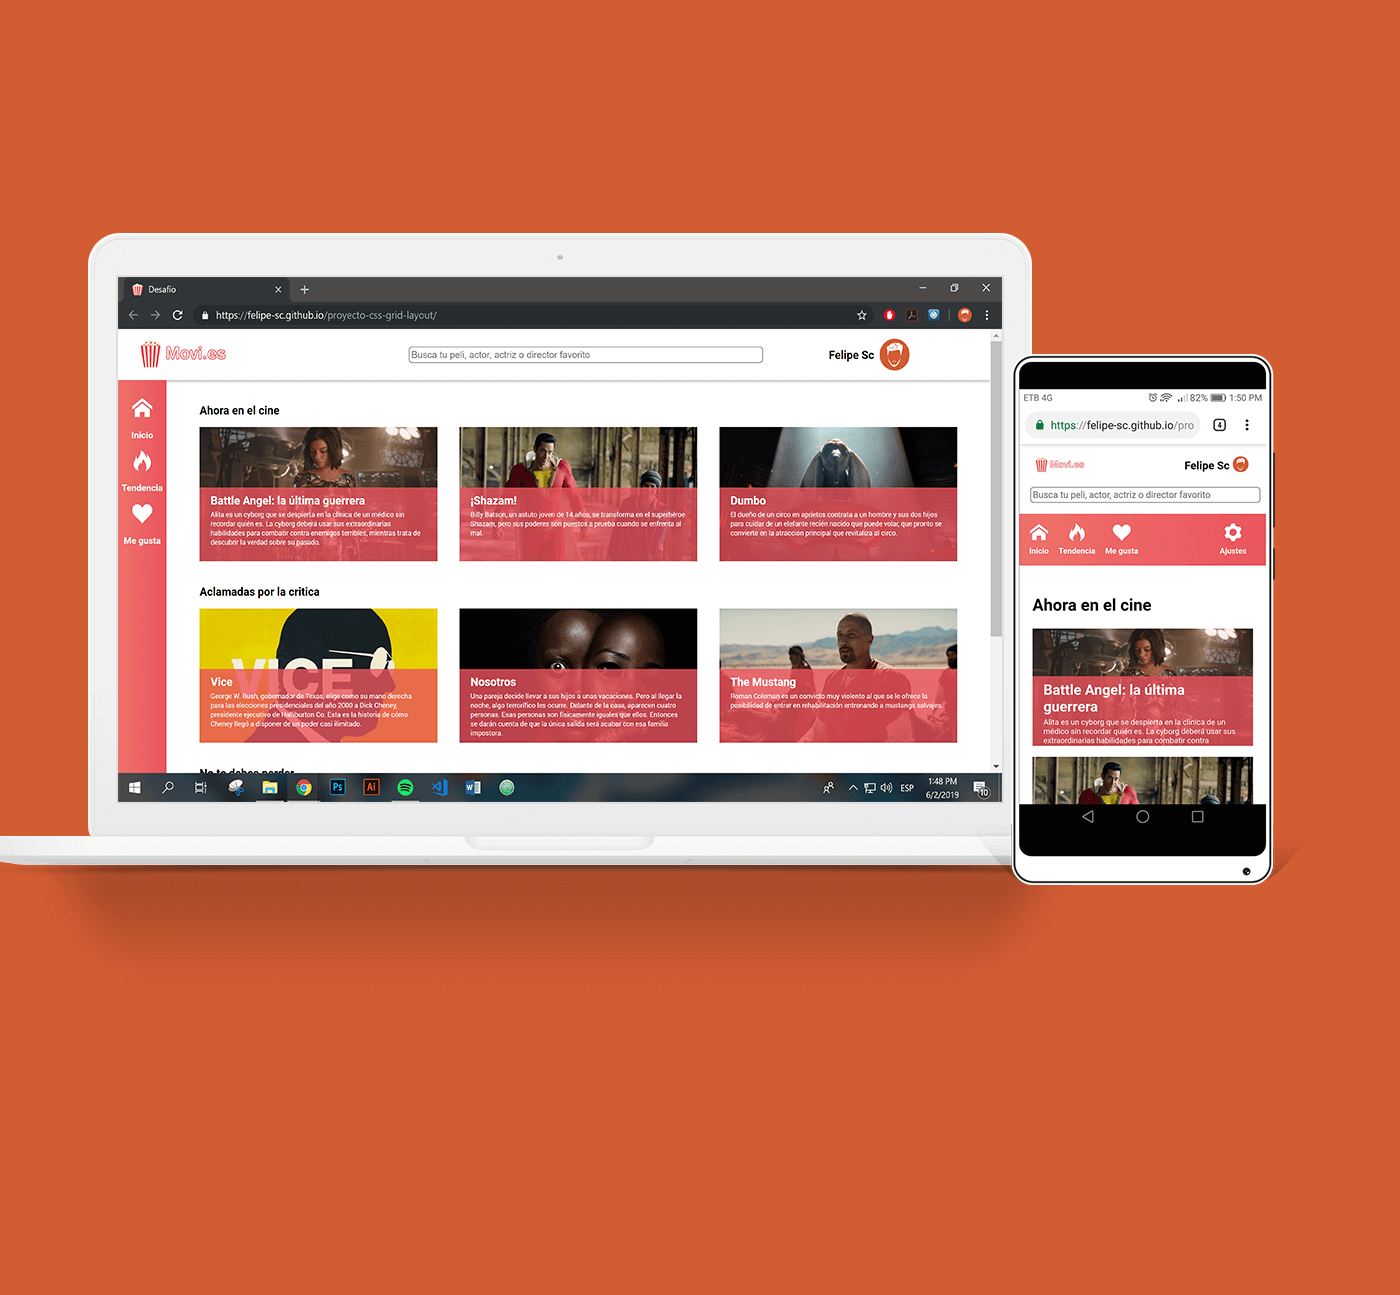 Desafío
https://felipe-sc.github.io/proyecto-css-grid-layout/
Movi.es
Busca tu peli, actor, actriz o director favorito
Felipe Sc
Inicio
Tendencia
Me gusta
Ahora en el cine
Battle Angel: la última guerrera
Alita es un cyborg que se despierta en la clínica de un médico sin
recordar quién es. La cyborg deberá usar sus extraordinarias
habilidades para combatir contra enemigos terribles, mientras trata de
descubrir la verdad sobre su pasado.
¡Shazam!
Billy Batson, un astuto joven de 14 años, se transforma en el superhéroe
Shazam, pero sus poderes son puestos a prueba cuando se enfrenta al
mal.
Dumbo
El dueño de un circo en aprietos contrata a un hombre y sus dos hijos
para cuidar de un elefante recién nacido que puede volar, que pronto se
convierte en la atracción principal que revitaliza al circo.
Aclamadas por la critica
VICE
Vice
George W. Bush, gobernador de Texas, elige como su mano derecha
para las elecciones presidenciales del año 2000 a Dick Cheney,
presidente ejecutivo de Halliburton Co. Esta es la historia de cómo
Cheney llegó a disponer de un poder casi ilimitado.
Nosotros
Una pareja decide llevar a sus hijos a unas vacaciones. Pero al llegar la
noche, algo terrorífico les ocurre. Delante de la casa, aparecen cuatro
personas. Esas personas son físicamente iguales que ellos. Entonces
se darán cuenta de que la única salida será acabar con esa familia
impostora.
The Mustang
Roman Coleman es un convicto muy violento al que se le ofrece la
posibilidad de entrar en rehabilitación entrenando a mustangs salvajes.
No te debes perder
Ps
Ai
W
ESP
1:48 PM
6/2/2019
10
ETB 4G
82%
1:50 PM
https://felipe-sc.github.io/pro
4
Movi.es
Felipe Sc
Busca tu peli, actor, actriz o director favorito
Inicio
Tendencia
Me gusta
Ajustes
Ahora en el cine
Battle Angel: la última
guerrera
Alita es un cyborg que se despierta en la clínica de un
médico sin recordar quién es. La cyborg deberá usar sus
extraordinarias habilidades para combatir contra